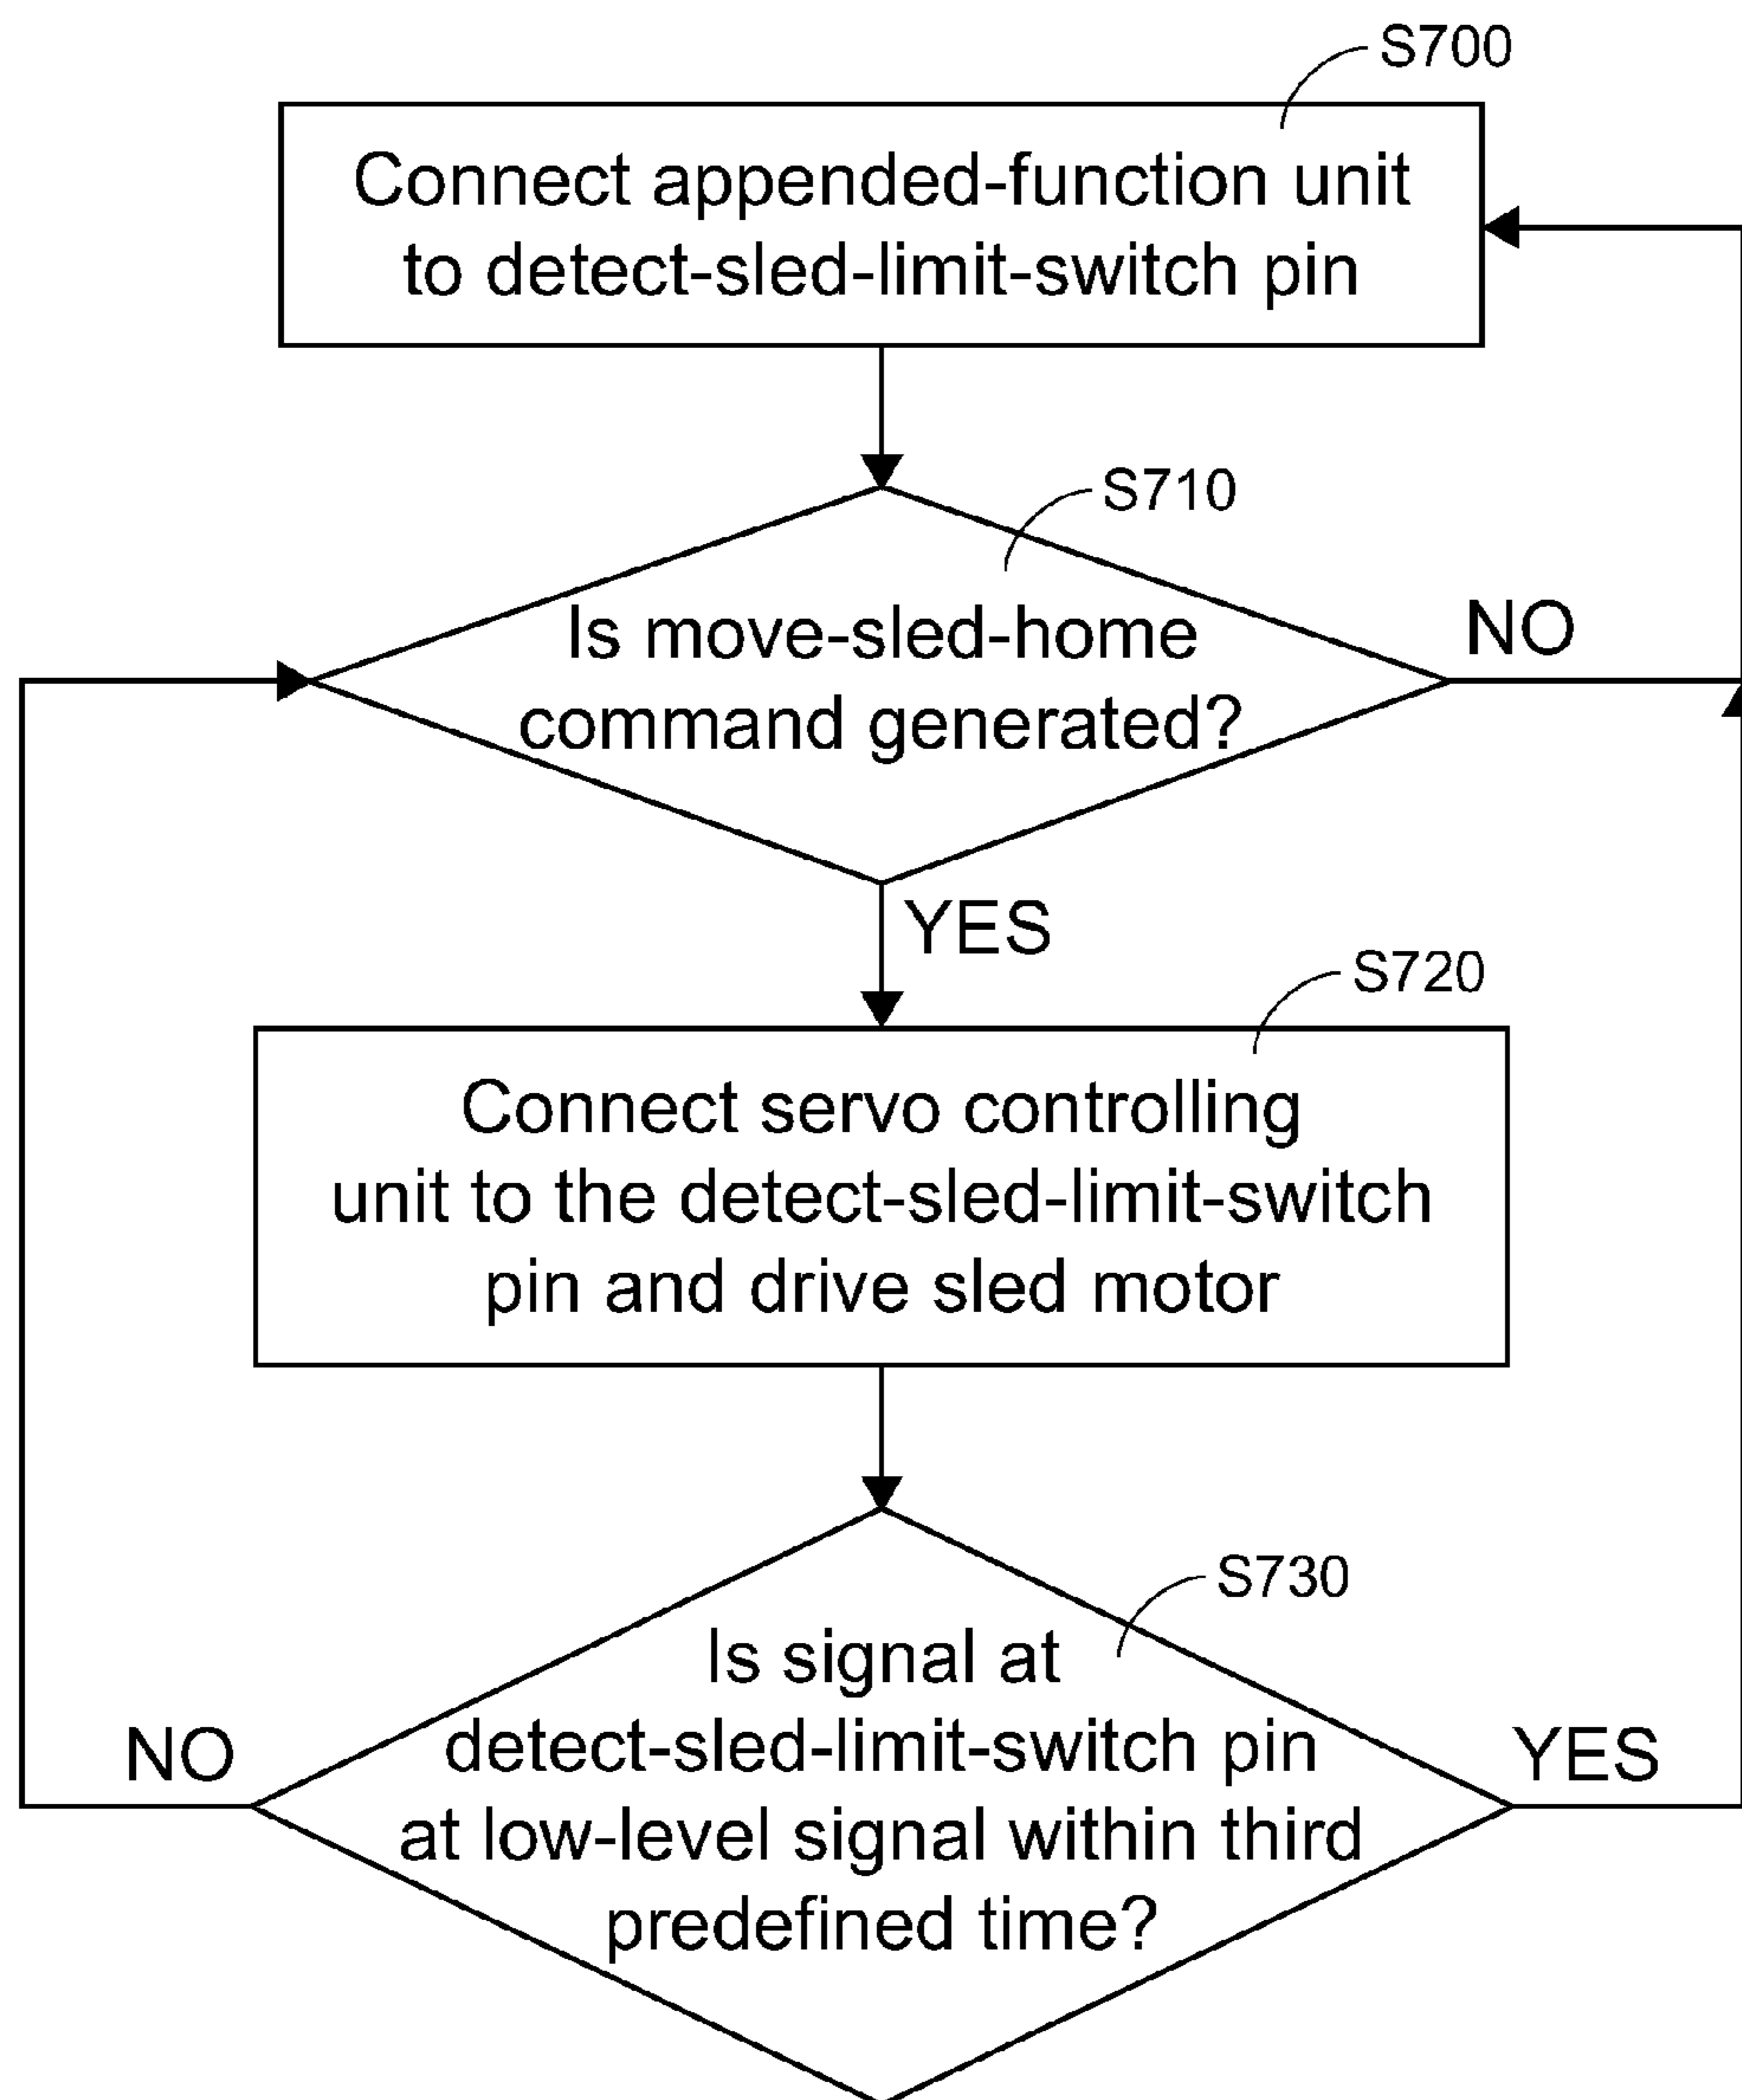 S700
Connect appended-function unit
to detect-sled-limit-switch pin
S710
Is move-sled-home
command generated?
NO
YES
S720
Connect servo controlling
unit to the detect-sled-limit-switch
pin and drive sled motor
S730
Is signal at
detect-sled-limit-switch pin
at low-level signal within third
predefined time?
NO
YES